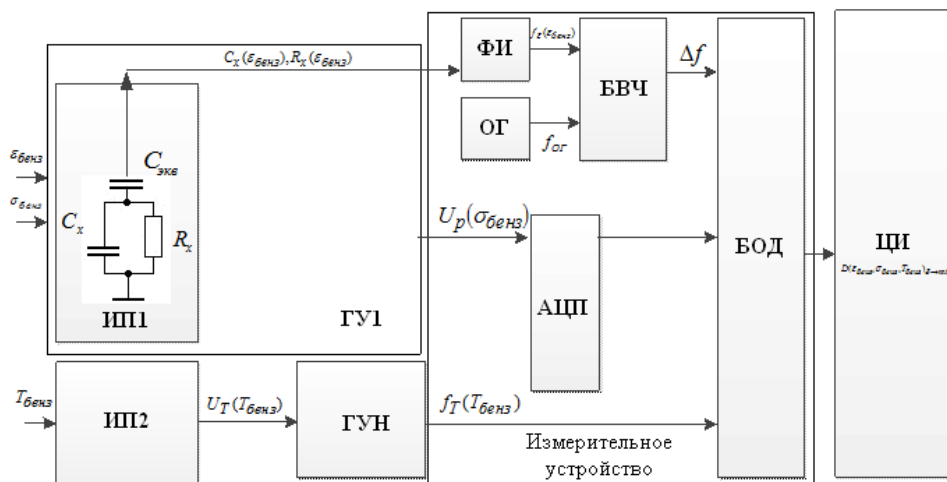 C_x(ε_бенз), R_x(ε_бенз)
ФИ
f_ε(ε_бенз)
БВЧ
Δf
ОГ
f_ог
ε_бенз
σ_бенз
C_экв
C_x
R_x
ИП1
ГУ1
U_p(σ_бенз)
АЦП
БОД
ЦИ
T_бенз
ИП2
U_T(T_бенз)
ГУН
f_T(T_бенз)
Измерительное
устройство